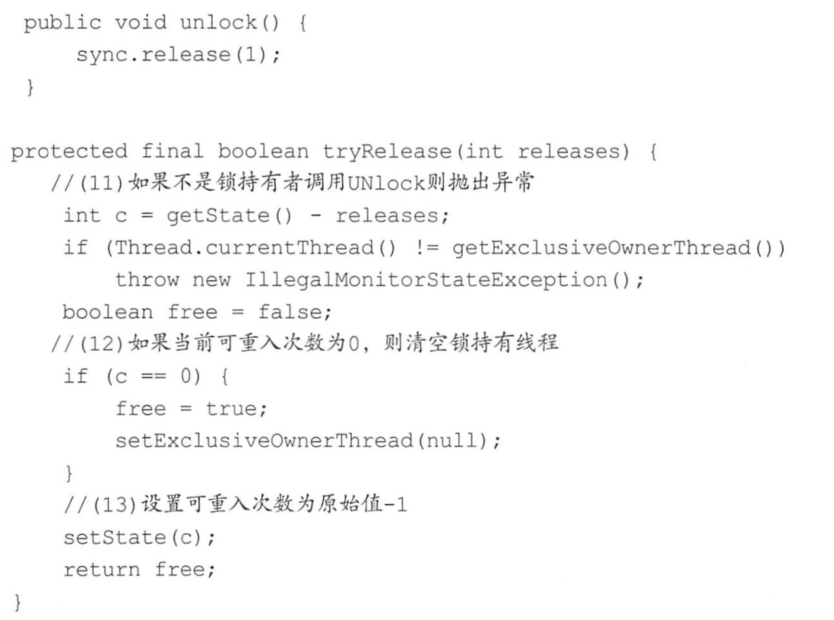 public void unlock() {
sync.release(1);
}
protected final boolean tryRelease(int releases) {
//(11)如果不是锁持有者调用UNlock则抛出异常
int c = getState() - releases;
if (Thread.currentThread() != getExclusiveOwnerThread())
throw new IllegalMonitorStateException();
boolean free = false;
//(12)如果当前可重入次数为0，则清空锁持有线程
if (c == 0) {
free = true;
setExclusiveOwnerThread(null);
}
//(13)设置可重入次数为原始值-1
setState(c);
return free;
}